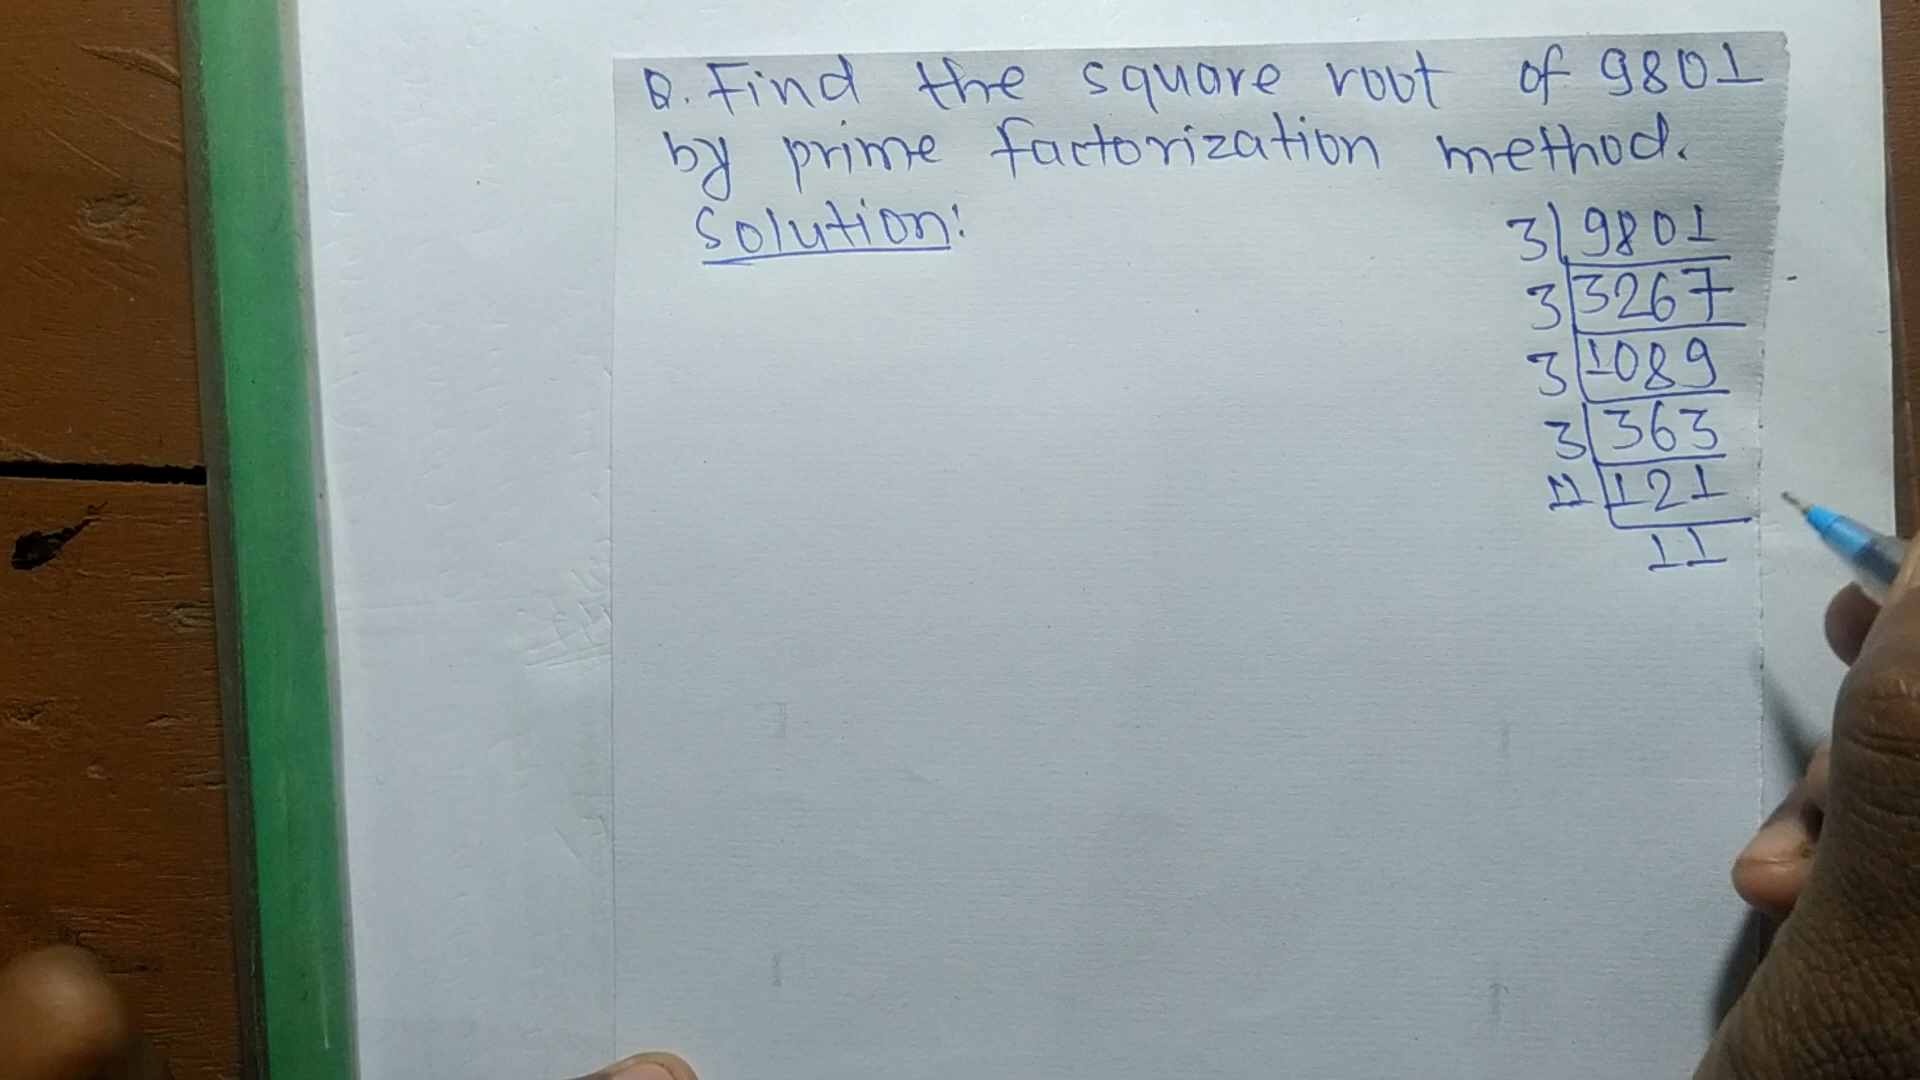 Q. Find the square root of 9801
by prime factorization method.
Solution:
3 9801
3 3267
3 1089
3 363
11 121
11